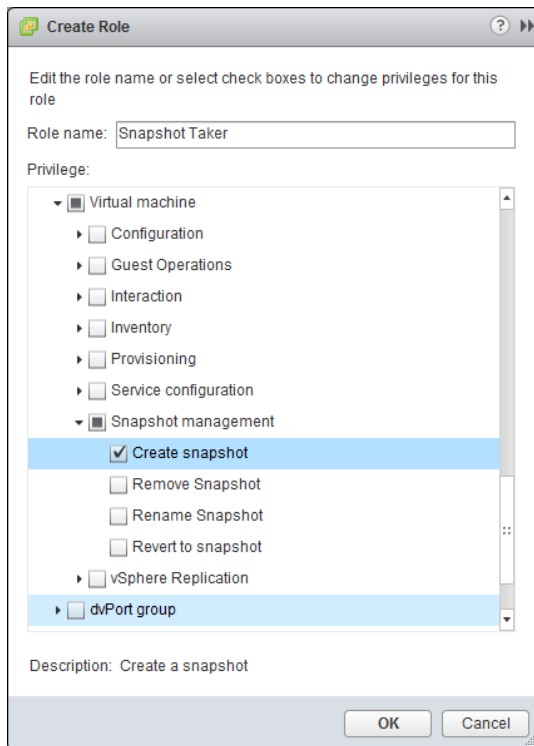 Create Role
?
Edit the role name or select check boxes to change privileges for this
role
Role name: Snapshot Taker
Privilege:
Virtual machine
Configuration
Guest Operations
Interaction
Inventory
Provisioning
Service configuration
Snapshot management
Create snapshot
Remove Snapshot
Rename Snapshot
Revert to snapshot
vSphere Replication
dvPort group
Description: Create a snapshot
OK Cancel